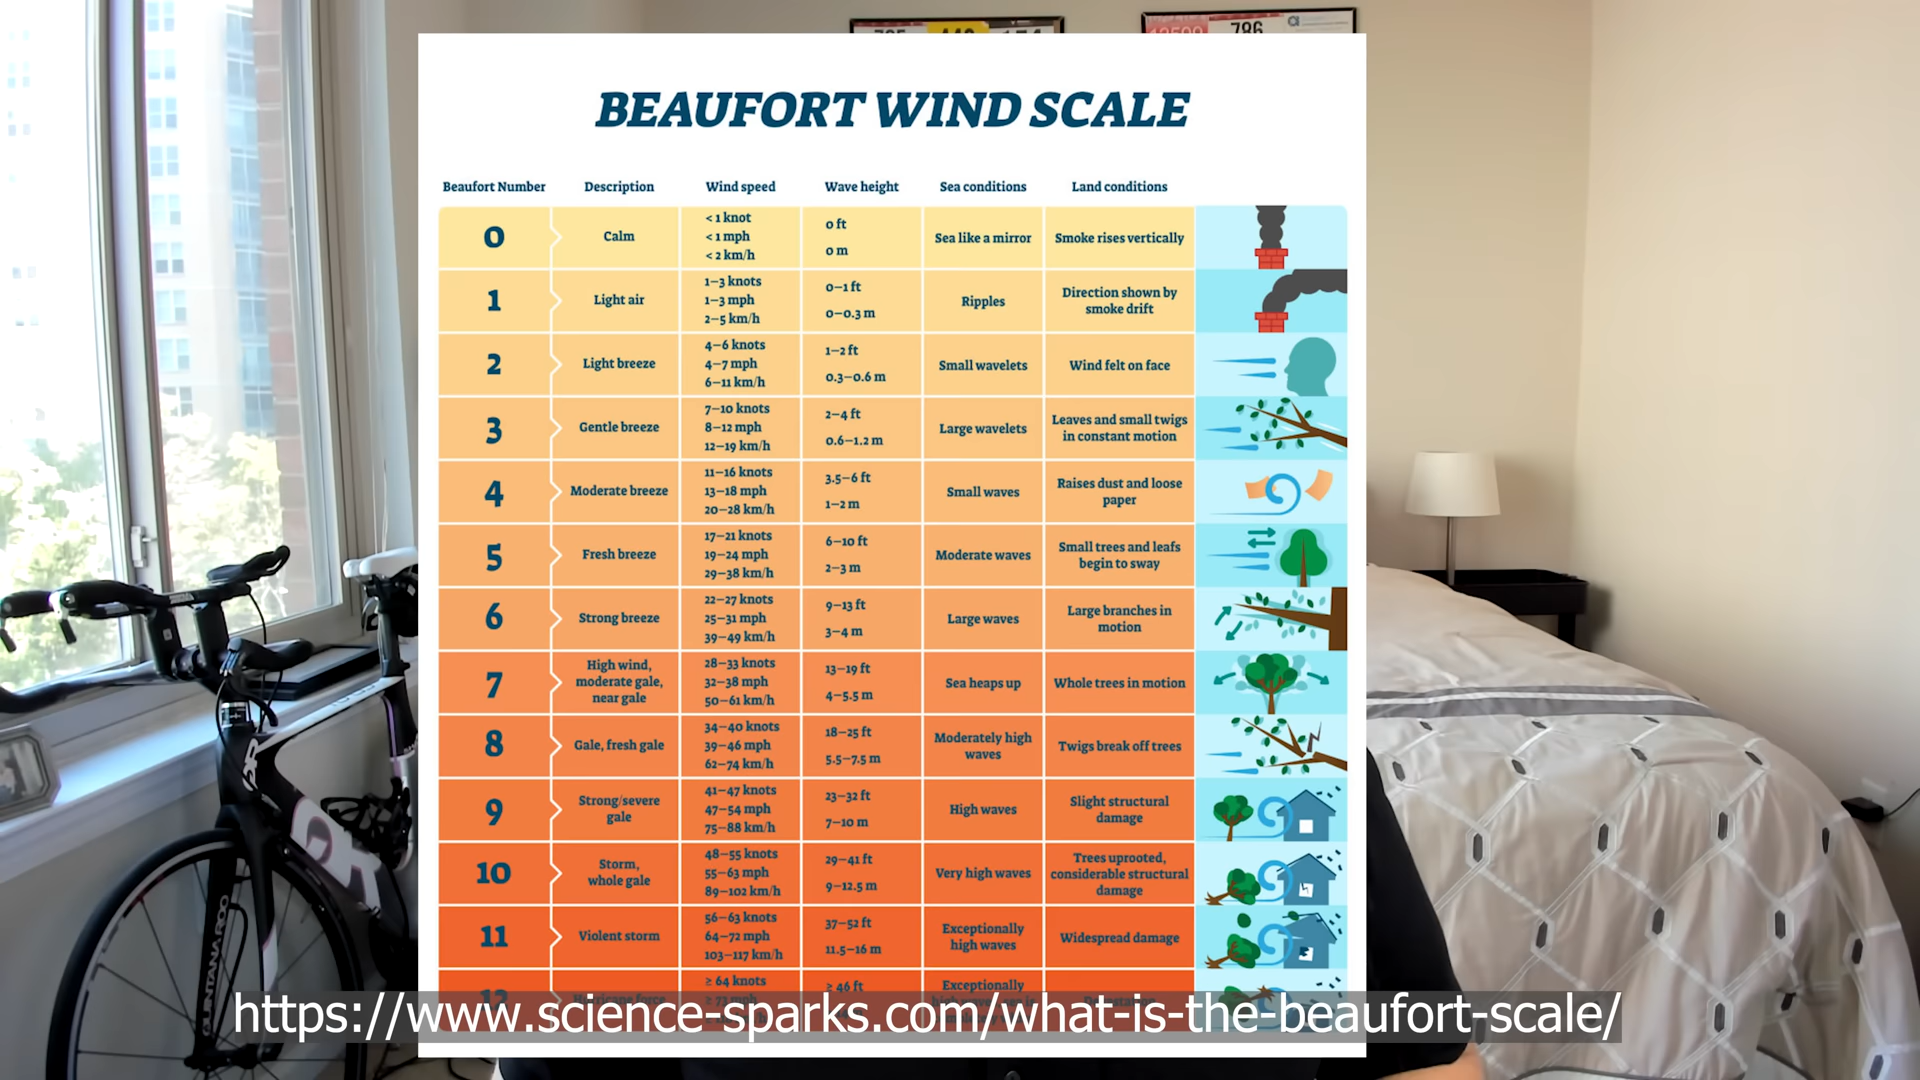 786
BEAUFORT WIND SCALE
Beaufort Number Description Wind speed Wave height Sea conditions Land conditions
0 Calm < 1 knot < 1 mph < 2 km/h 0 ft 0 m Sea like a mirror Smoke rises vertically
1 Light air 1–3 knots 1–3 mph 2–5 km/h 0–1 ft 0–0.3 m Ripples Direction shown by smoke drift
2 Light breeze 4–6 knots 4–7 mph 6–11 km/h 1–2 ft 0.3–0.6 m Small wavelets Wind felt on face
3 Gentle breeze 7–10 knots 8–12 mph 12–19 km/h 2–4 ft 0.6–1.2 m Large wavelets Leaves and small twigs in constant motion
4 Moderate breeze 11–16 knots 13–18 mph 20–28 km/h 3.5–6 ft 1–2 m Small waves Raises dust and loose paper
5 Fresh breeze 17–21 knots 19–24 mph 29–38 km/h 6–10 ft 2–3 m Moderate waves Small trees and leafs begin to sway
6 Strong breeze 22–27 knots 25–31 mph 39–49 km/h 9–13 ft 3–4 m Large waves Large branches in motion
7 High wind, moderate gale, near gale 28–33 knots 32–38 mph 50–61 km/h 13–19 ft 4–5.5 m Sea heaps up Whole trees in motion
8 Gale, fresh gale 34–40 knots 39–46 mph 62–74 km/h 18–25 ft 5.5–7.5 m Moderately high waves Twigs break off trees
9 Strong/severe gale 41–47 knots 47–54 mph 75–88 km/h 23–32 ft 7–10 m High waves Slight structural damage
10 Storm, whole gale 48–55 knots 55–63 mph 89–102 km/h 29–41 ft 9–12.5 m Very high waves Trees uprooted, considerable structural damage
11 Violent storm 56–63 knots 64–72 mph 103–117 km/h 37–52 ft 11.5–16 m Exceptionally high waves Widespread damage
12 Hurricane force ≥ 64 knots ≥ 73 mph ≥ 46 ft Exceptionally
https://www.science-sparks.com/what-is-the-beaufort-scale/
QUINTANA ROO